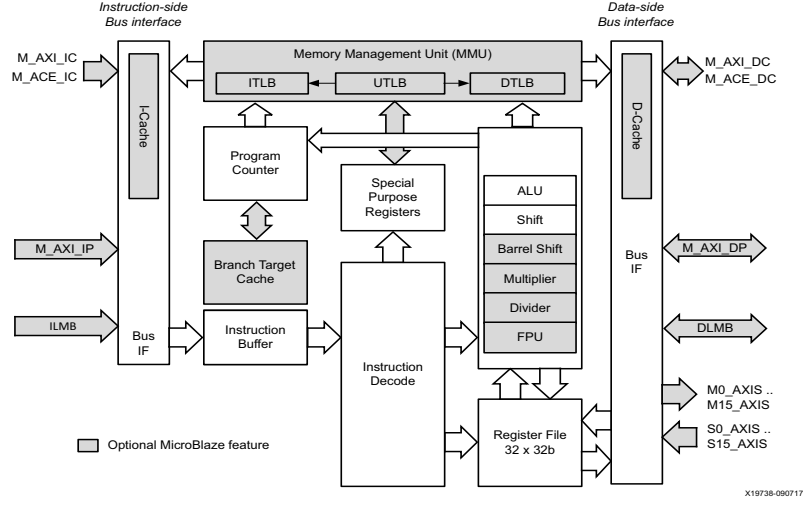 Instruction-side
Bus interface
Data-side
Bus interface
M_AXI_IC
M_ACE_IC
I-Cache
Memory Management Unit (MMU)
ITLB
UTLB
DTLB
D-Cache
M_AXI_DC
M_ACE_DC
Program
Counter
Special
Purpose
Registers
ALU
Shift
Barrel Shift
Multiplier
Divider
FPU
M_AXI_IP
Branch Target
Cache
Bus
IF
M_AXI_DP
ILMB
Bus
IF
Instruction
Buffer
Instruction
Decode
DLMB
Register File
32 x 32b
M0_AXIS ..
M15_AXIS
S0_AXIS ..
S15_AXIS
Optional MicroBlaze feature
X19738-090717